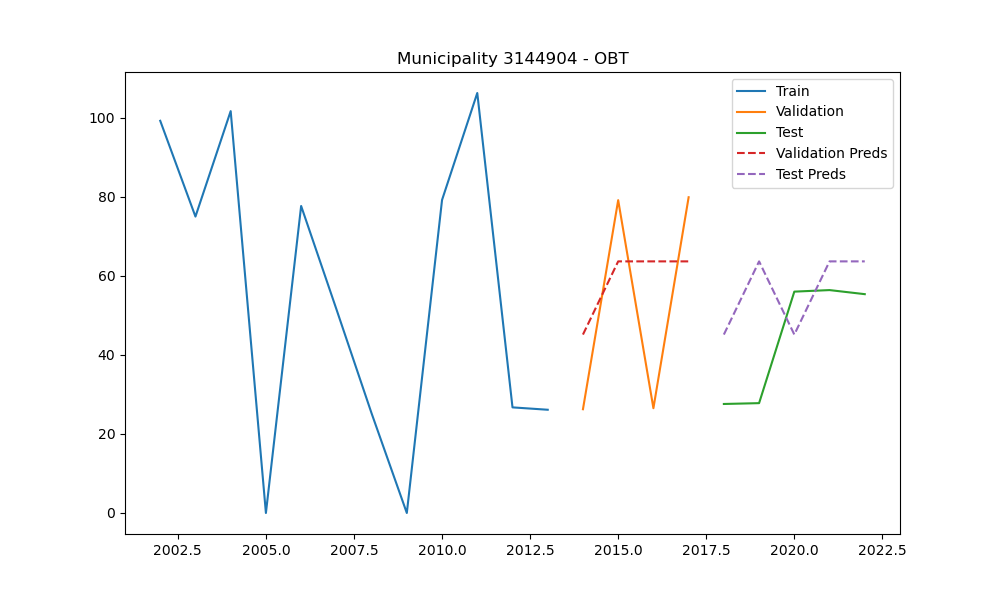 Municipality 3144904 - OBT
Train
Validation
Test
Validation Preds
Test Preds
100
80
60
40
20
0
2002.5 2005.0 2007.5 2010.0 2012.5 2015.0 2017.5 2020.0 2022.5